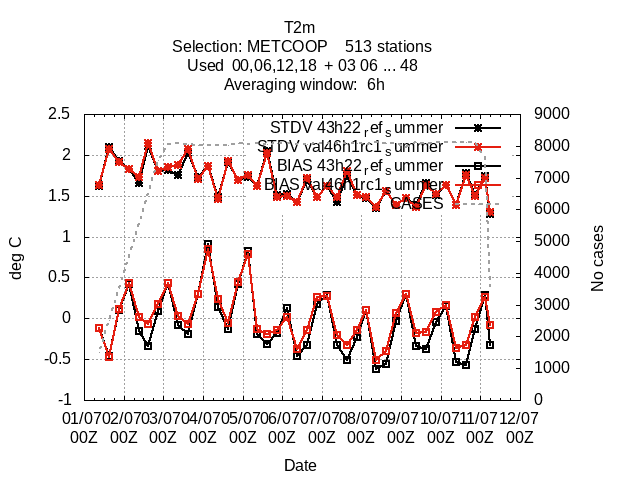 T2m
Selection: METCOOP    513 stations
Used  00,06,12,18  + 03 06 ... 48
Averaging window:  6h
2.5
2
1.5
1
0.5
0
-0.5
-1
deg C
9000
8000
7000
6000
5000
4000
3000
2000
1000
0
No cases
STDV 43h22refsummer
STDV val46h1rc1summer
BIAS 43h22refsummer
BIAS val46h1rc1summer
CASES
01/07 02/07 03/07 04/07 05/07 06/07 07/07 08/07 09/07 10/07 11/07 12/07
00Z 00Z 00Z 00Z 00Z 00Z 00Z 00Z 00Z 00Z 00Z 00Z
Date